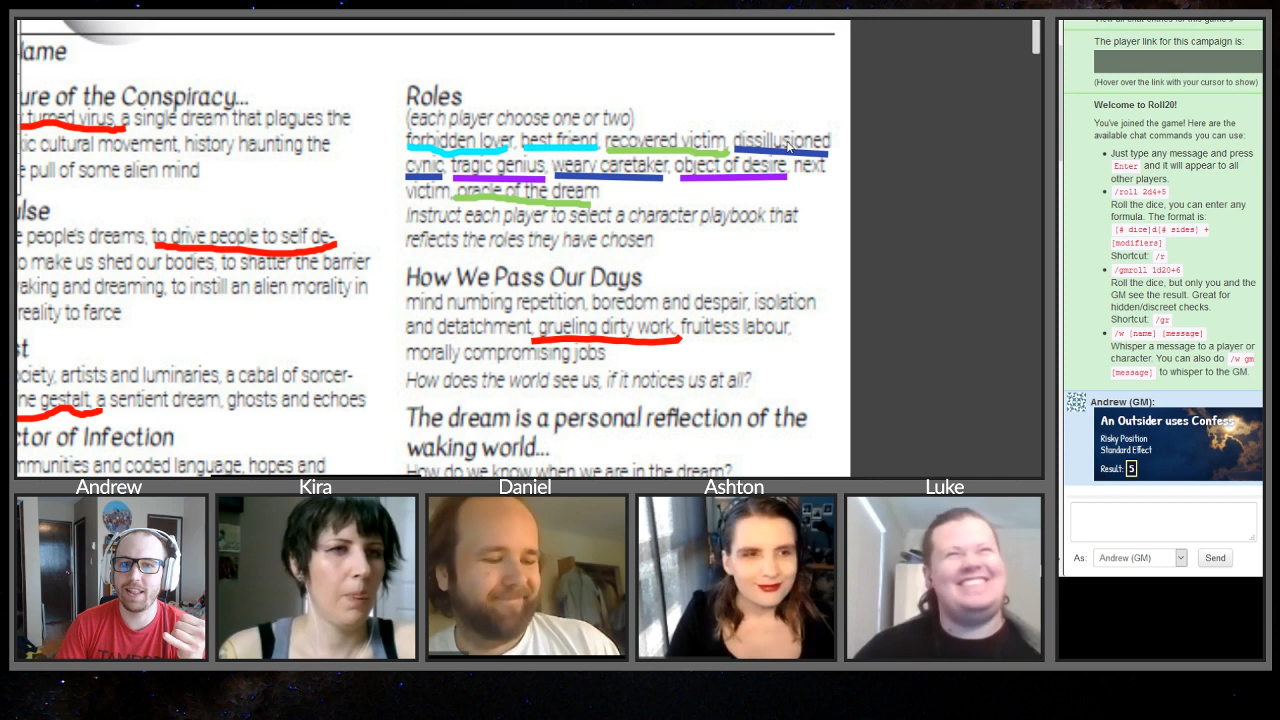 ame
ure of the Conspiracy...
turned virus, a single dream that plagues the
ic cultural movement, history haunting the
e pull of some alien mind
ulse
e people's dreams, to drive people to self de-
o make us shed our bodies, to shatter the barrier
aking and dreaming, to instill an alien morality in
reality to farce
st
ociety, artists and luminaries, a cabal of sorcer-
ne gestalt, a sentient dream, ghosts and echoes
ctor of Infection
mmunities and coded language, hopes and
Roles
(each player choose one or two)
forbidden lover, best friend, recovered victim, dissillusioned
cynic, tragic genius, weary caretaker, object of desire, next
victim, oracle of the dream
Instruct each player to select a character playbook that
reflects the roles they have chosen
How We Pass Our Days
mind numbing repetition, boredom and despair, isolation
and detatchment, grueling dirty work, fruitless labour,
morally compromising jobs
How does the world see us, if it notices us at all?
The dream is a personal reflection of the
waking world...
How do we know when we are in the dream?
View all chat entries for this game »
The player link for this campaign is:
(Hover over the link with your cursor to show)
Welcome to Roll20!
You've joined the game! Here are the
available chat commands you can use:
Just type any message and press
Enter and it will appear to all
other players.
/roll 2d4+5
Roll the dice, you can enter any
formula. The format is:
[# dice]d[# sides] +
[modifiers]
Shortcut: /r
/gmroll 1d20+6
Roll the dice, but only you and the
GM see the result. Great for
hidden/discreet checks.
Shortcut: /gr
/w [name] [message]
Whisper a message to a player or
character. You can also do /w gm
[message] to whisper to the GM.
Andrew (GM):
An Outsider uses Confess
Risky Position
Standard Effect
Result: 5
As: Andrew (GM) Send
Andrew
Kira
Daniel
Ashton
Luke